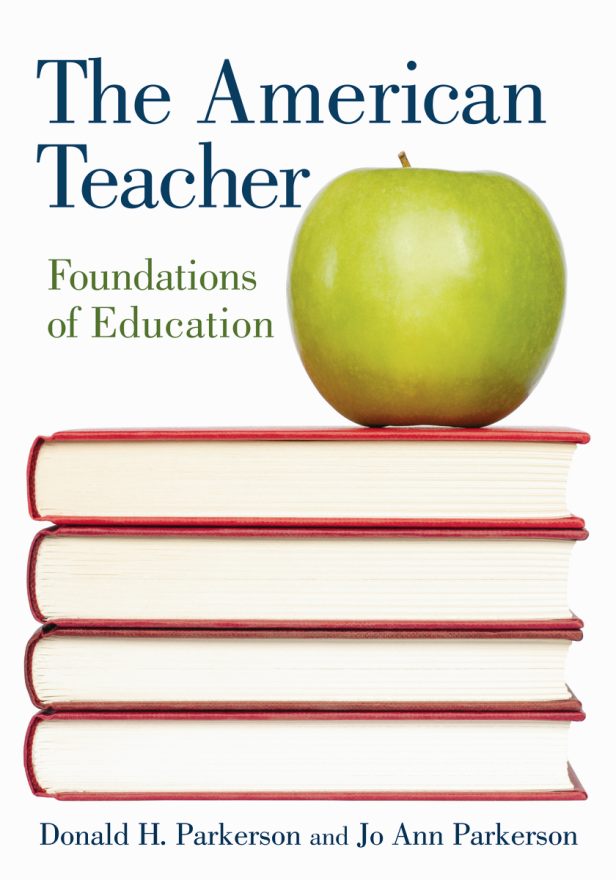 The American
Teacher
Foundations
of Education
Donald H. Parkerson and Jo Ann Parkerson